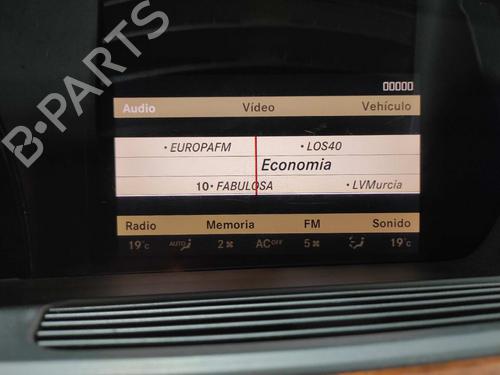 00000
Audio Vídeo Vehículo
• EUROPAFM • LOS40
Economia
10• FABULOSA • LVMurcia
Radio Memoria FM Sonido
19°C AUTO 2 AC OFF 5 19°C
B-PARTS